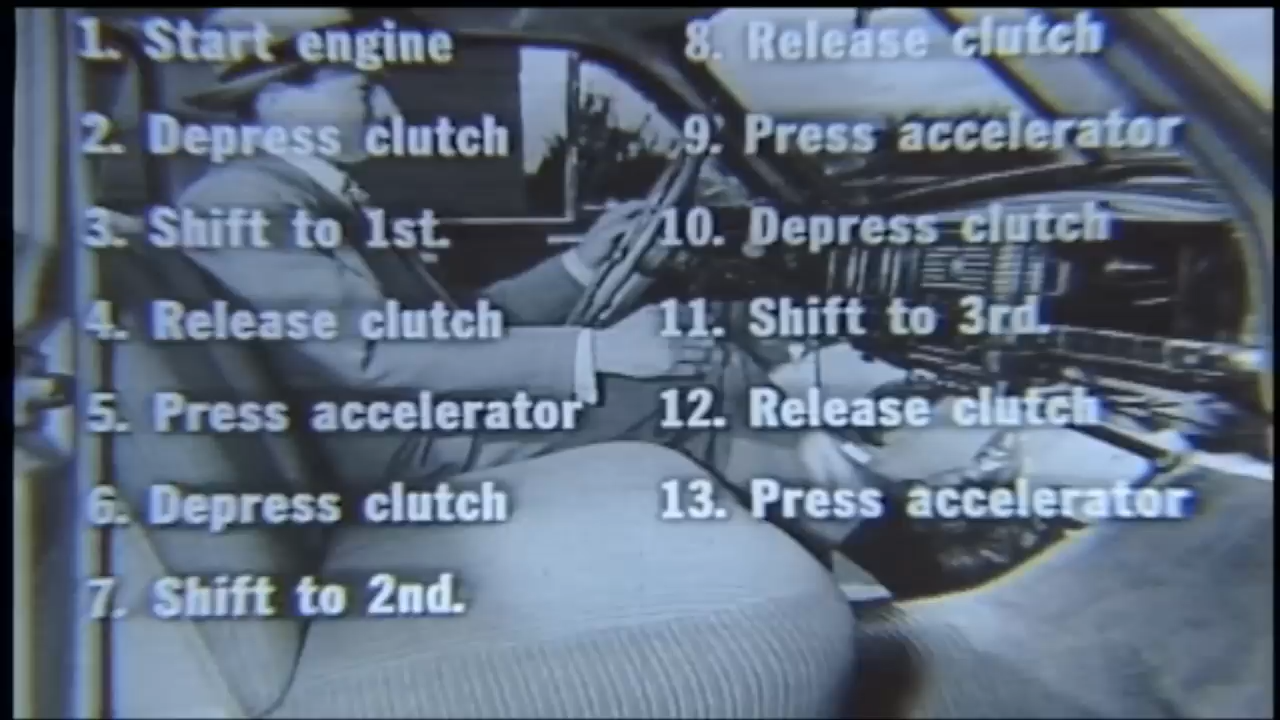 1. Start engine
2. Depress clutch
3. Shift to 1st.
4. Release clutch
5. Press accelerator
6. Depress clutch
7. Shift to 2nd.
8. Release clutch
9. Press accelerator
10. Depress clutch
11. Shift to 3rd.
12. Release clutch
13. Press accelerator